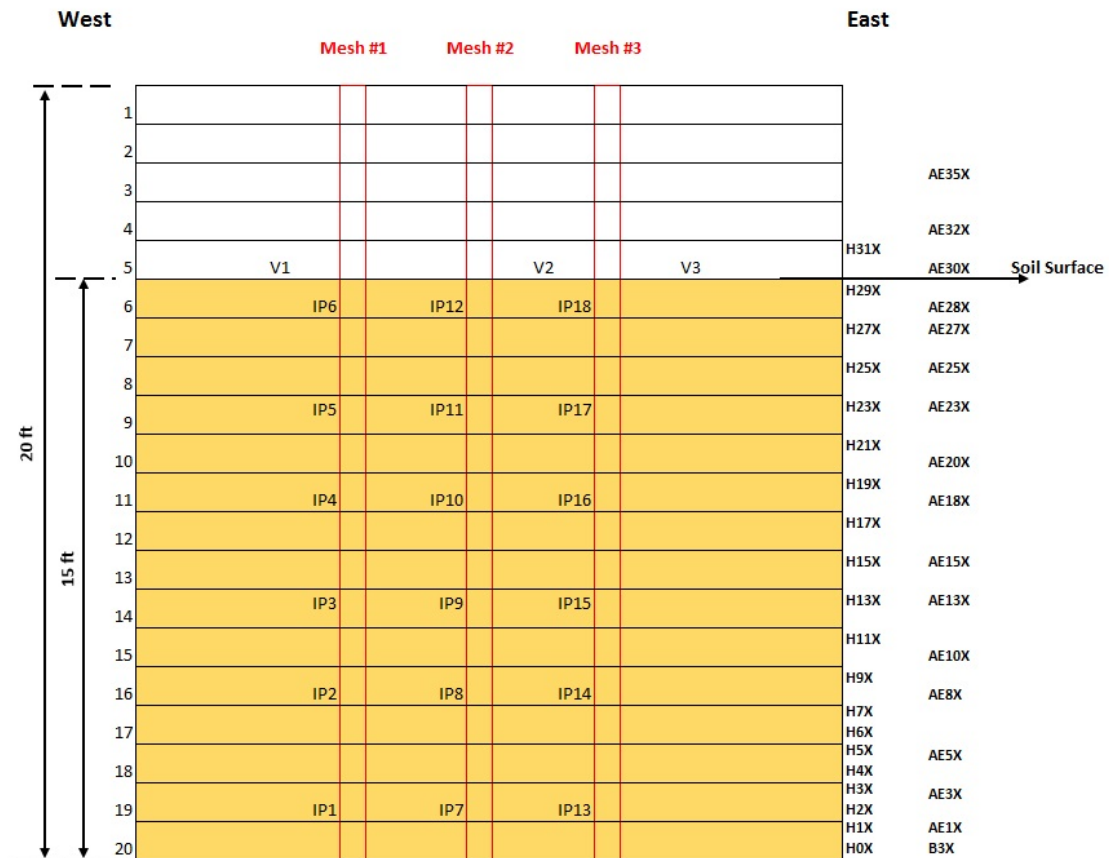 West East
Mesh #1 Mesh #2 Mesh #3
1
2
3 AE35X
4 AE32X
H31X
5 V1 V2 V3 AE30X Soil Surface
H29X
6 IP6 IP12 IP18 AE28X
7 H27X AE27X
8 H25X AE25X
9 IP5 IP11 IP17 H23X AE23X
H21X
10 AE20X
H19X
11 IP4 IP10 IP16 AE18X
H17X
12
13 H15X AE15X
14 IP3 IP9 IP15 H13X AE13X
H11X
15 AE10X
H9X
16 IP2 IP8 IP14 AE8X
H7X
17 H6X
H5X AE5X
18 H4X
H3X AE3X
19 IP1 IP7 IP13 H2X
H1X AE1X
20 H0X B3X
20 ft
15 ft